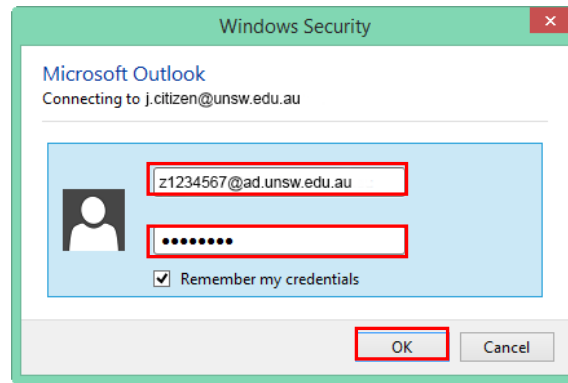 Windows Security
Microsoft Outlook
Connecting to j.citizen@unsw.edu.au
z1234567@ad.unsw.edu.au
●●●●●●●●
Remember my credentials
OK Cancel